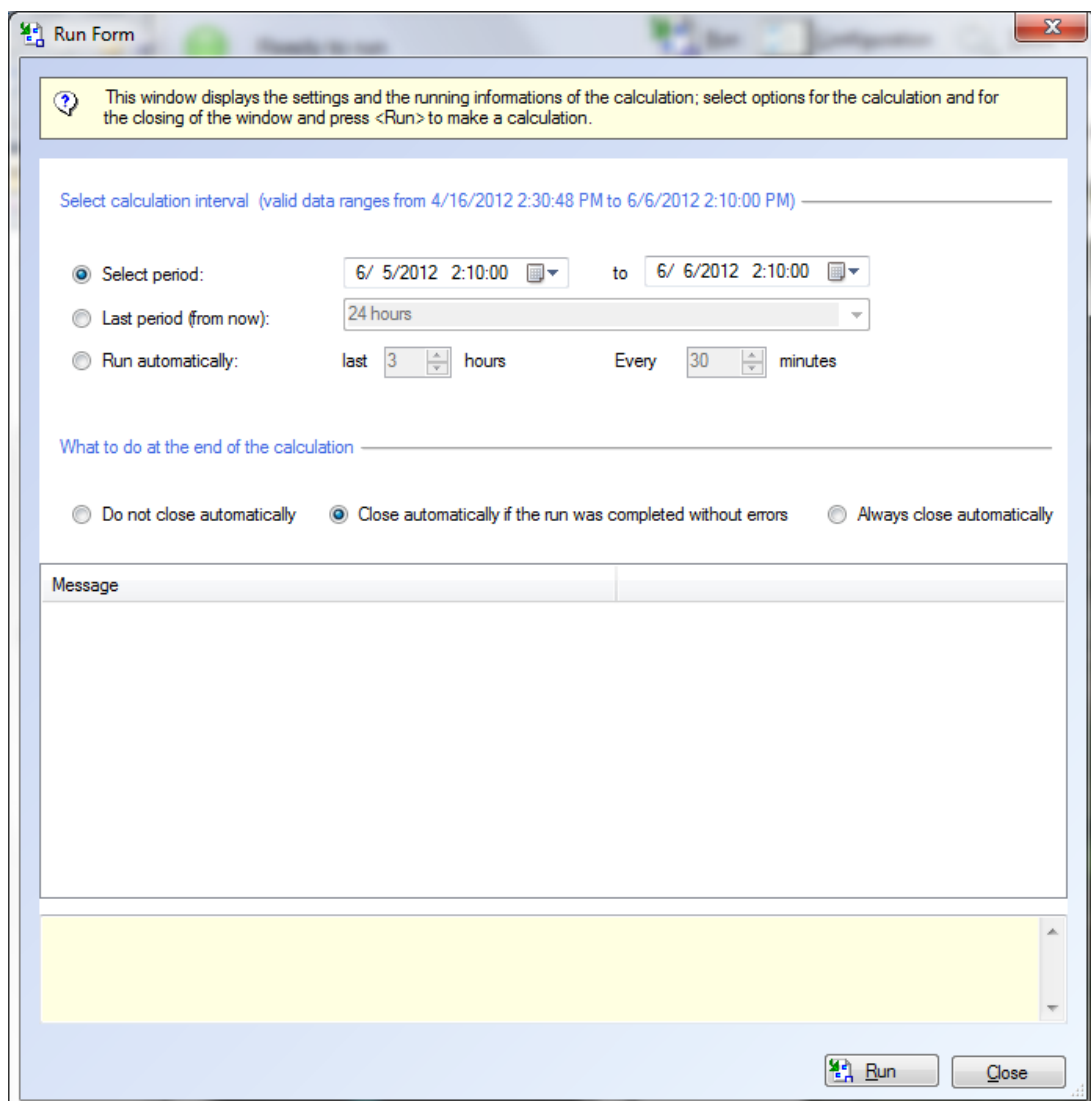 Run Form
Ready to run
Run
Configuration
This window displays the settings and the running informations of the calculation; select options for the calculation and for
the closing of the window and press <Run> to make a calculation.
Select calculation interval (valid data ranges from 4/16/2012 2:30:48 PM to 6/6/2012 2:10:00 PM)
Select period: 6/ 5/2012 2:10:00 to 6/ 6/2012 2:10:00
Last period (from now): 24 hours
Run automatically: last 3 hours Every 30 minutes
What to do at the end of the calculation
Do not close automatically Close automatically if the run was completed without errors Always close automatically
Message
Run Close